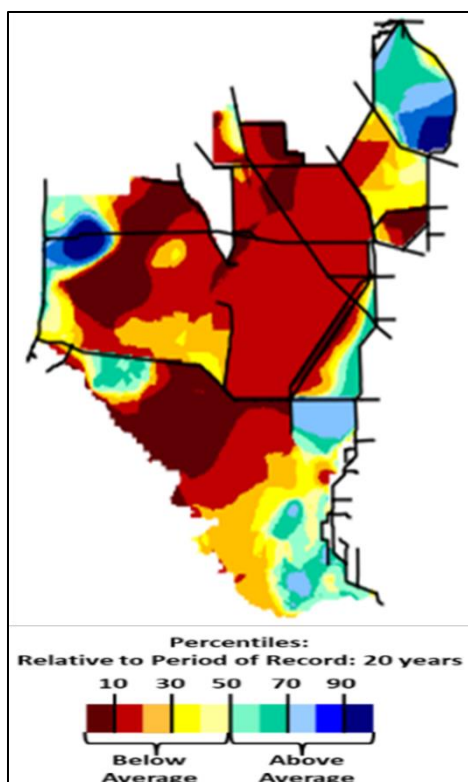 Percentiles:
Relative to Period of Record: 20 years
10 30 50 70 90
Below Above
Average Average